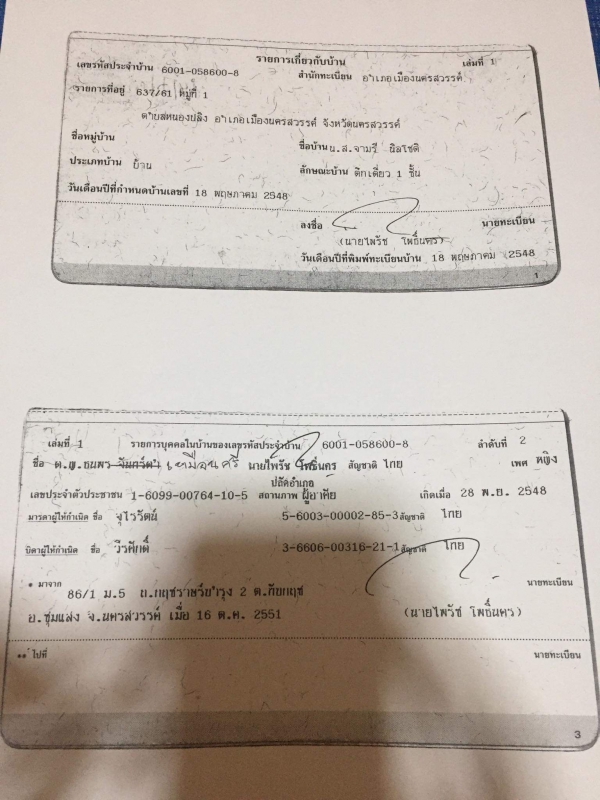 รายการเกี่ยวกับบ้าน เล่มที่ 1
เลขรหัสประจำบ้าน 6001-058600-8 สำนักทะเบียน อำเภอเมืองนครสวรรค์
รายการที่อยู่ 637/61 หมู่ที่ 1
ตำบลหนองปลิง อำเภอเมืองนครสวรรค์ จังหวัดนครสวรรค์
ชื่อหมู่บ้าน ชื่อบ้าน น.ส.จามรี นิลโชติ
ประเภทบ้าน บ้าน ลักษณะบ้าน ตึกเดี่ยว 1 ชั้น
วันเดือนปีที่กำหนดบ้านเลขที่ 18 พฤษภาคม 2548
ลงชื่อ นายทะเบียน
(นายไพรัช โพธิ์นคร)
วันเดือนปีที่พิมพ์ทะเบียนบ้าน 18 พฤษภาคม 2548
1
เล่มที่ 1 รายการบุคคลในบ้านของเลขรหัสประจำบ้าน 6001-058600-8 ลำดับที่ 2
ชื่อ ด.ญ.ธนพร เหมือนศรี นายไพรัช โพธิ์นคร สัญชาติ ไทย เพศ หญิง
ปลัดอำเภอ
เลขประจำตัวประชาชน 1-6099-00764-10-5 สถานภาพ ผู้อาศัย เกิดเมื่อ 28 พ.ย. 2548
มารดาผู้ให้กำเนิด ชื่อ จุไรวัตน์ 5-6003-00002-85-3 สัญชาติ ไทย
บิดาผู้ให้กำเนิด ชื่อ วีรศักดิ์ 3-6606-00316-21-1 สัญชาติ ไทย
* มาจาก 86/1 ม.5 ถ.กฤชราษร์บำรุง 2 ต.ทับกฤช นายทะเบียน
อ.ชุมแสง จ.นครสวรรค์ เมื่อ 16 ต.ค. 2551 (นายไพรัช โพธิ์นคร)
** ไปที่ นายทะเบียน
3